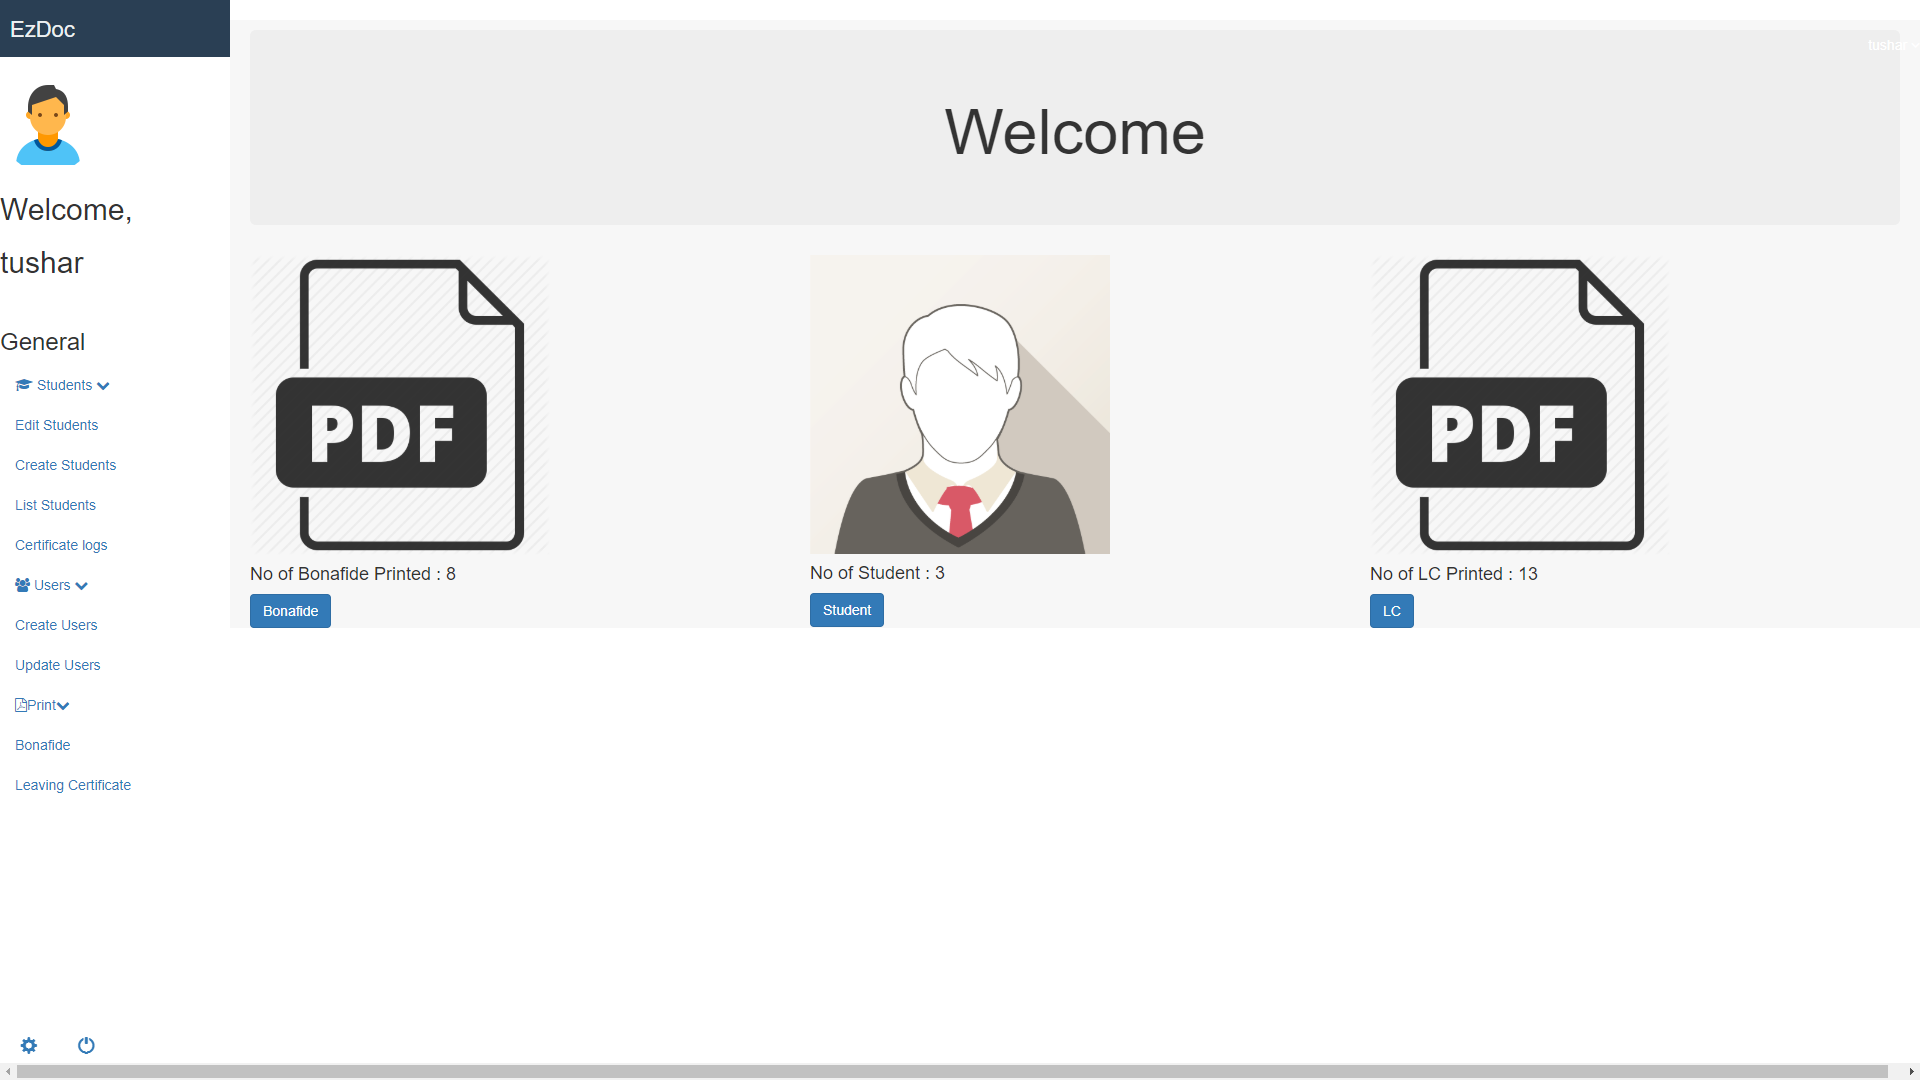 EzDoc
tushar
Welcome
Welcome,
tushar
General
Students
Edit Students
Create Students
List Students
Certificate logs
Users
Create Users
Update Users
Print
Bonafide
Leaving Certificate
PDF
No of Bonafide Printed : 8
Bonafide
No of Student : 3
Student
PDF
No of LC Printed : 13
LC